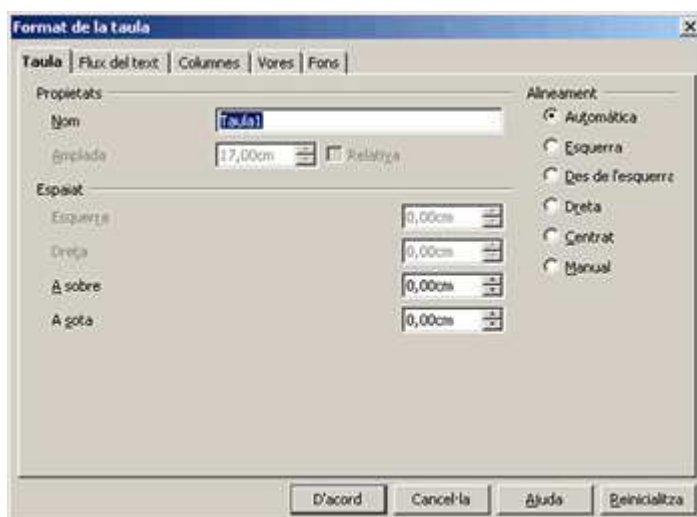 Format de la taula
Taula Flux del text Columnes Vores Fons
Propietats
Nom Taula1
Amplada 17,00cm Relativa
Espaiat
Esquerra 0,00cm
Dreta 0,00cm
A sobre 0,00cm
A sota 0,00cm
Alineament
Automàtica
Esquerra
Des de l'esquerra
Dreta
Centrat
Manual
D'acord Cancel·la Ajuda Reinicialitza